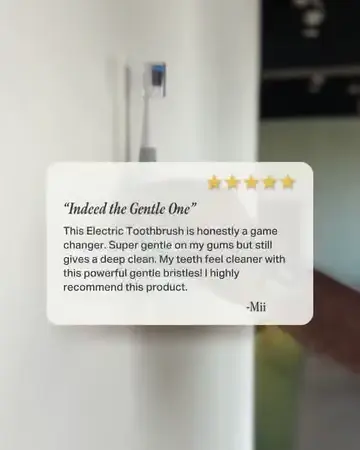 “Indeed the Gentle One”
This Electric Toothbrush is honestly a game
changer. Super gentle on my gums but still
gives a deep clean. My teeth feel cleaner with
this powerful gentle bristles! I highly
recommend this product.
-Mii